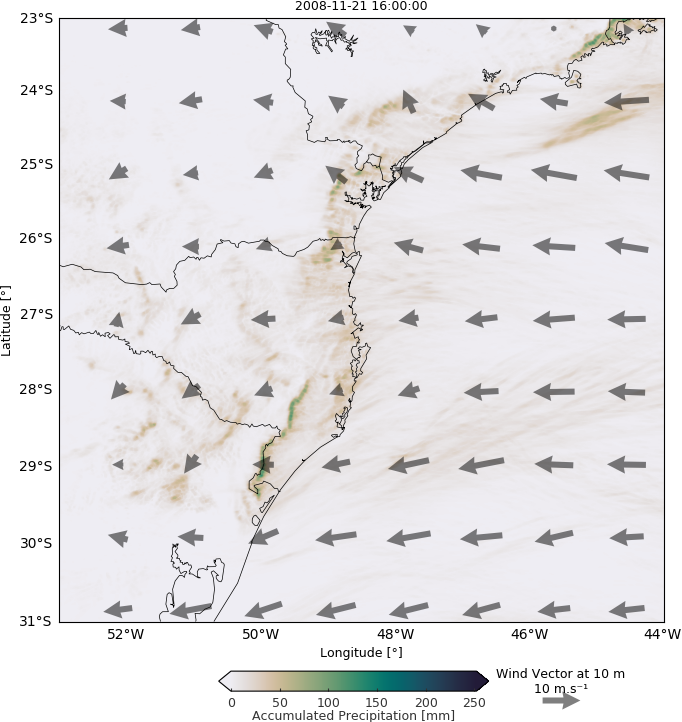 2008-11-21 16:00:00
23°S
24°S
25°S
26°S
27°S
28°S
29°S
30°S
31°S
Latitude [°]
52°W 50°W 48°W 46°W 44°W
Longitude [°]
0 50 100 150 200 250
Accumulated Precipitation [mm]
Wind Vector at 10 m
10 m.s⁻¹